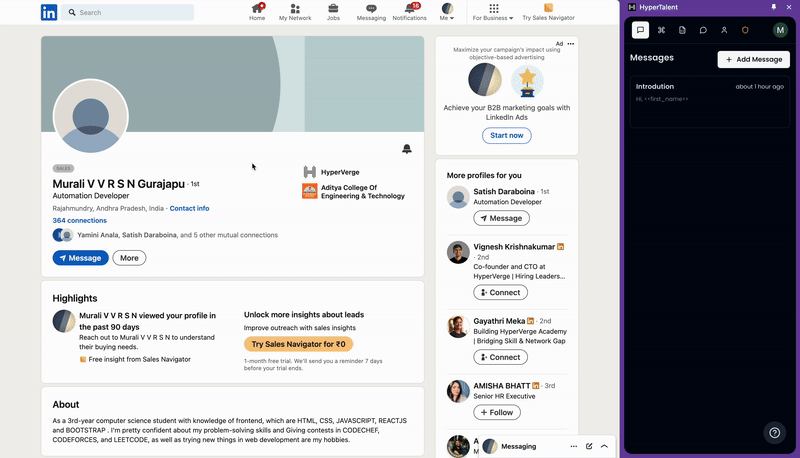 in
Search
Home
My Network
Jobs
Messaging
16
Notifications
Me
For Business
Try Sales Navigator
SALES
Murali V V R S N Gurajapu · 1st
Automation Developer
Rajahmundry, Andhra Pradesh, India · Contact info
364 connections
Yamini Anala, Satish Daraboina, and 5 other mutual connections
Message
More
HyperVerge
Aditya College Of
Engineering & Technology
Highlights
Murali V V R S N viewed your profile in
the past 90 days
Reach out to Murali V V R S N to understand
their buying needs.
Free insight from Sales Navigator
Unlock more insights about leads
Improve outreach with sales insights
Try Sales Navigator for ₹0
1-month free trial. We'll send you a reminder 7 days
before your trial ends.
About
As a 3rd-year computer science student with knowledge of frontend, which are HTML, CSS, JAVASCRIPT, REACTJS
and BOOTSTRAP . I'm pretty confident about my problem-solving skills and Giving contests in CODECHEF,
CODEFORCES, and LEETCODE, as well as trying new things in web development are my hobbies.
Ad
Maximize your campaign's impact using
objective-based advertising
Achieve your B2B marketing goals with
LinkedIn Ads
Start now
More profiles for you
Satish Daraboina · 1st
Automation Developer
Message
Vignesh Krishnakumar in
· 2nd
Co-founder and CTO at
HyperVerge | Hiring Leaders...
Connect
Gayathri Meka in · 2nd
Building HyperVerge Academy
| Bridging Skill & Network Gap
Connect
AMISHA BHATT in · 3rd
Senior HR Executive
Follow
A
M
Messaging
HyperTalent
M
Messages
+ Add Message
Introdution
about 1 hour ago
Hi, <<first_name>>